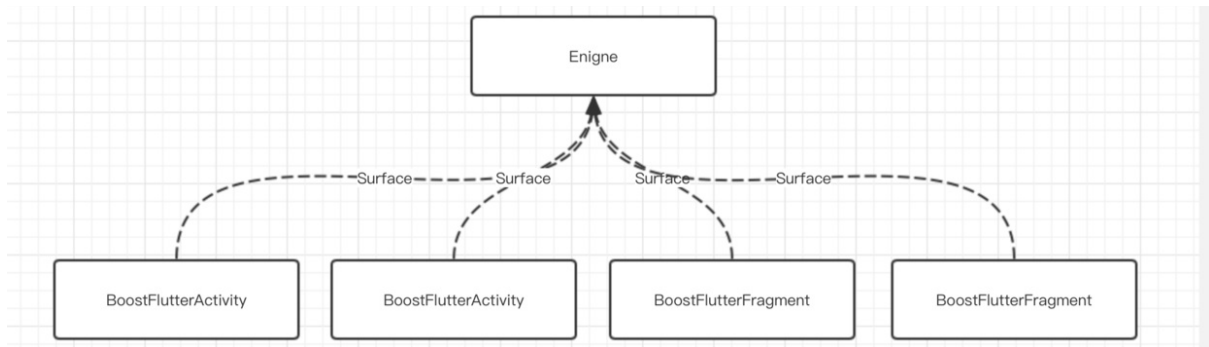 Enigne
Surface Surface Surface Surface
BoostFlutterActivity BoostFlutterActivity BoostFlutterFragment BoostFlutterFragment